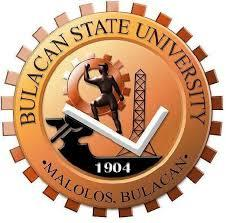 BULACAN STATE UNIVERSITY
1904
• MALOLOS, BULACAN •